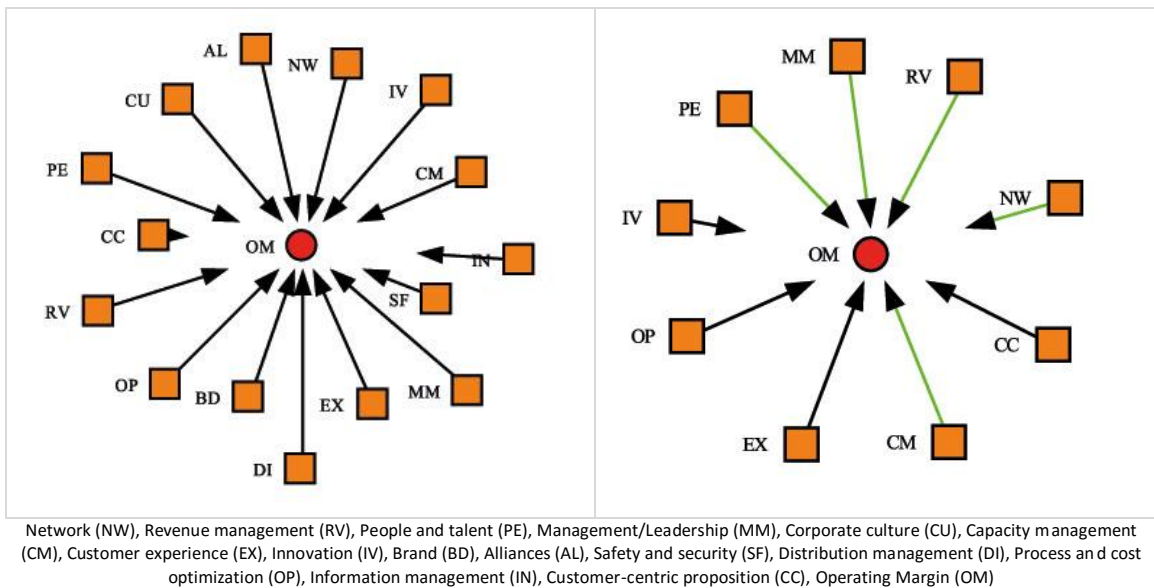 AL
NW
CU
IV
PE
CM
CC
OM
IN
RV
SF
OP
BD
EX
MM
DI
MM
RV
PE
IV
NW
OM
OP
CC
EX
CM
Network (NW), Revenue management (RV), People and talent (PE), Management/Leadership (MM), Corporate culture (CU), Capacity management
(CM), Customer experience (EX), Innovation (IV), Brand (BD), Alliances (AL), Safety and security (SF), Distribution management (DI), Process and cost
optimization (OP), Information management (IN), Customer-centric proposition (CC), Operating Margin (OM)